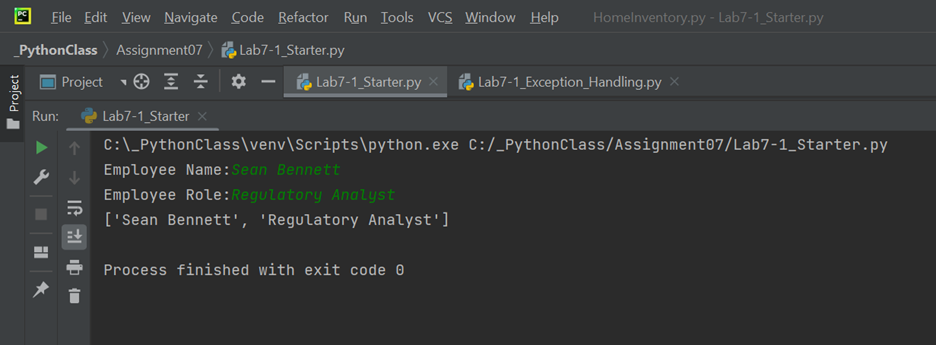 PC
File Edit View Navigate Code Refactor Run Tools VCS Window Help HomeInventory.py - Lab7-1_Starter.py
_PythonClass Assignment07 Lab7-1_Starter.py
Project
Project Lab7-1_Starter.py Lab7-1_Exception_Handling.py
Run: Lab7-1_Starter
C:\_PythonClass\venv\Scripts\python.exe C:/_PythonClass/Assignment07/Lab7-1_Starter.py
Employee Name:Sean Bennett
Employee Role:Regulatory Analyst
['Sean Bennett', 'Regulatory Analyst']
Process finished with exit code 0